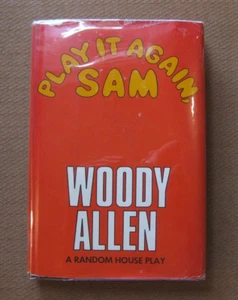 PLAY IT AGAIN,
SAM
WOODY
ALLEN
A RANDOM HOUSE PLAY